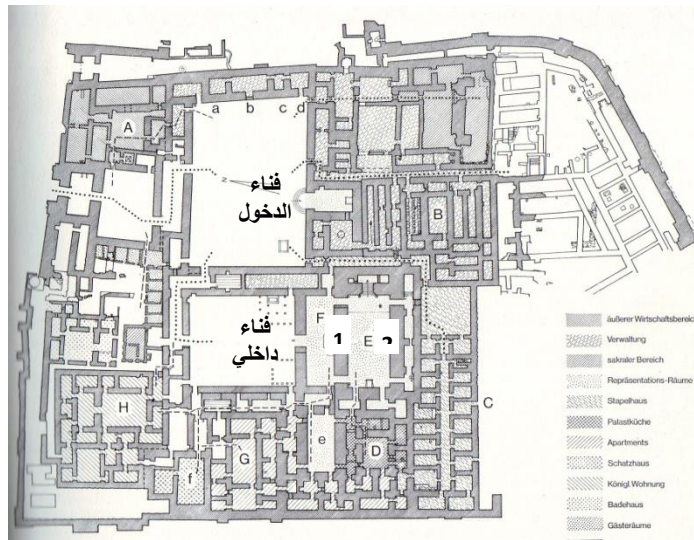 A
a
b
c
d
فناء
الدخول
B
فناء
داخلي
F
1
E
2
C
H
G
e
D
f
äußerer Wirtschaftsbereich
Verwaltung
sakraler Bereich
Repräsentations-Räume
Stapelhaus
Palastküche
Apartments
Schatzhaus
Königl. Wohnung
Badehaus
Gästeräume